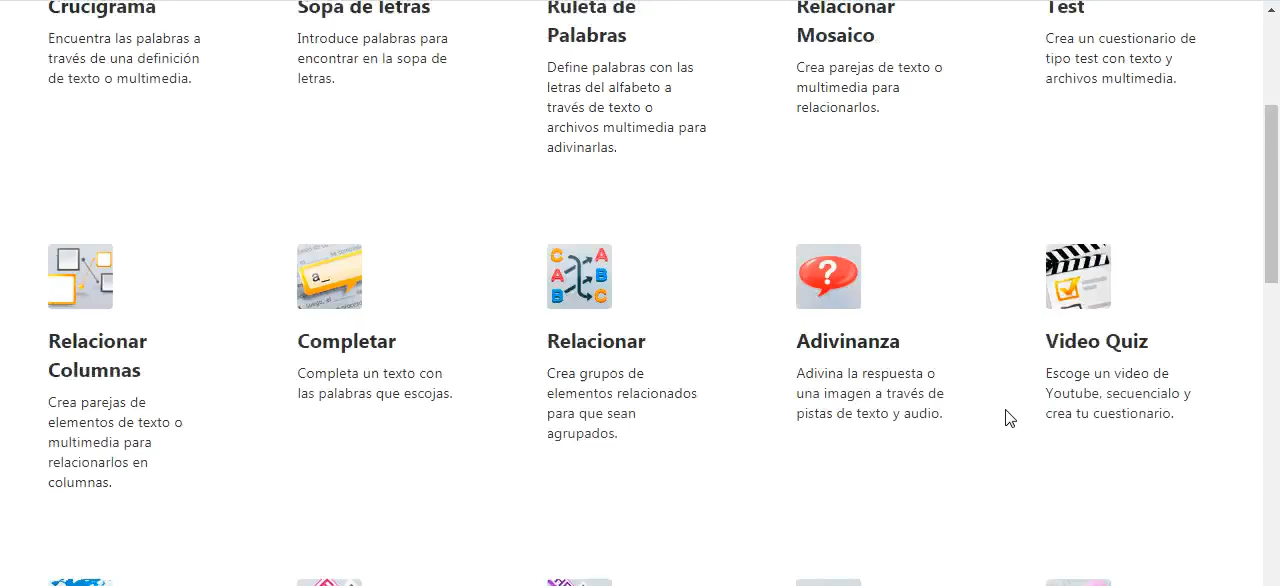 Crucigrama
Encuentra las palabras a
través de una definición
de texto o multimedia.
Sopa de letras
Introduce palabras para
encontrar en la sopa de
letras.
Ruleta de
Palabras
Define palabras con las
letras del alfabeto a
través de texto o
archivos multimedia para
adivinarlas.
Relacionar
Mosaico
Crea parejas de texto o
multimedia para
relacionarlos.
Test
Crea un cuestionario de
tipo test con texto y
archivos multimedia.
Relacionar
Columnas
Crea parejas de
elementos de texto o
multimedia para
relacionarlos en
columnas.
a_
luego, el
Completar
Completa un texto con
las palabras que escojas.
C A
A B
B C
Relacionar
Crea grupos de
elementos relacionados
para que sean
agrupados.
?
Adivinanza
Adivina la respuesta o
una imagen a través de
pistas de texto y audio.
Video Quiz
Escoge un video de
Youtube, secuencialo y
crea tu cuestionario.